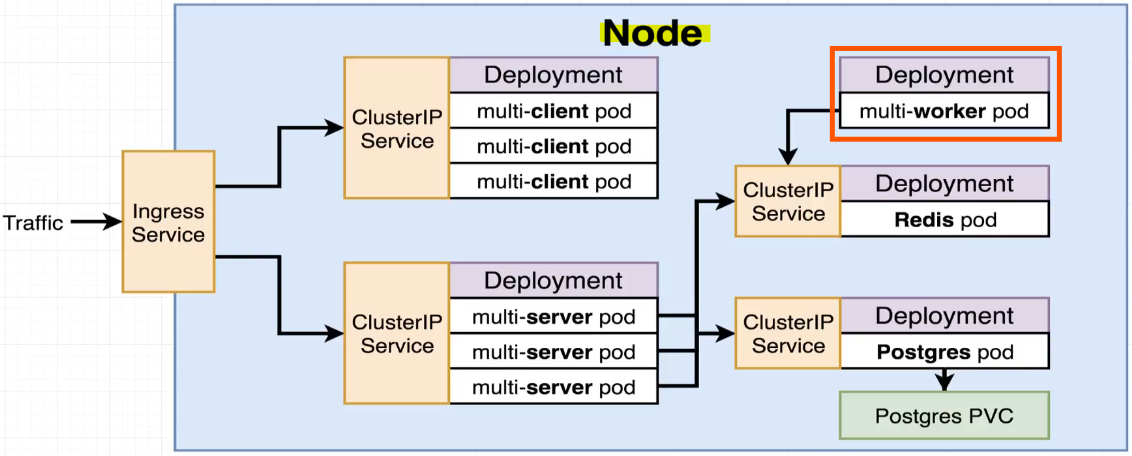 Node
Traffic
Ingress
Service
ClusterIP
Service
Deployment
multi-client pod
multi-client pod
multi-client pod
ClusterIP
Service
Deployment
multi-server pod
multi-server pod
multi-server pod
Deployment
multi-worker pod
ClusterIP
Service
Deployment
Redis pod
ClusterIP
Service
Deployment
Postgres pod
Postgres PVC